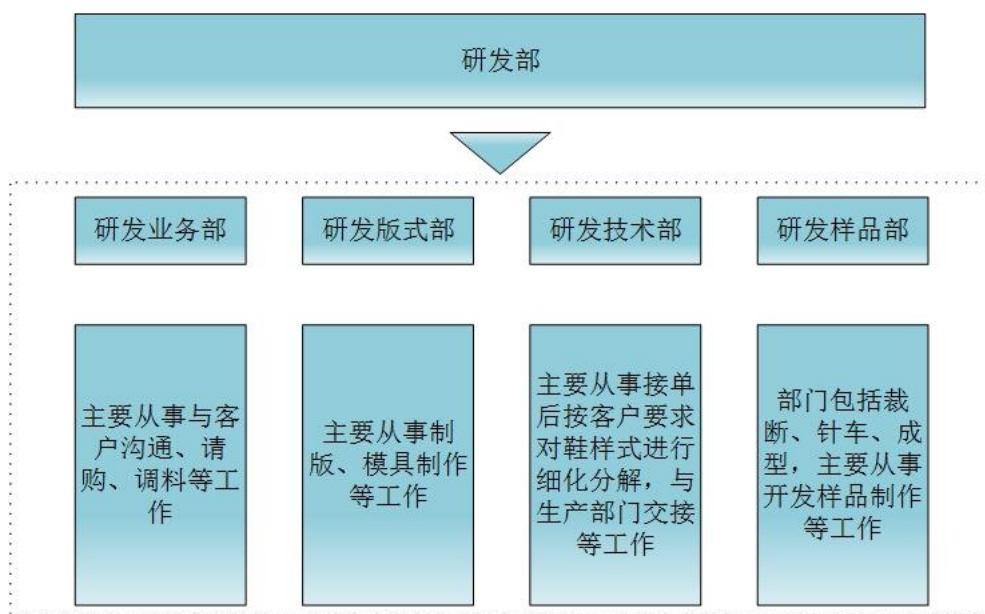 研发部
研发业务部
研发版式部
研发技术部
研发样品部
主要从事与客
户沟通、请
购、调料等工
作
主要从事制
版、模具制作
等工作
主要从事接单
后按客户要求
对鞋样式进行
细化分解，与
生产部门交接
等工作
部门包括裁
断、针车、成
型，主要从事
开发样品制作
等工作